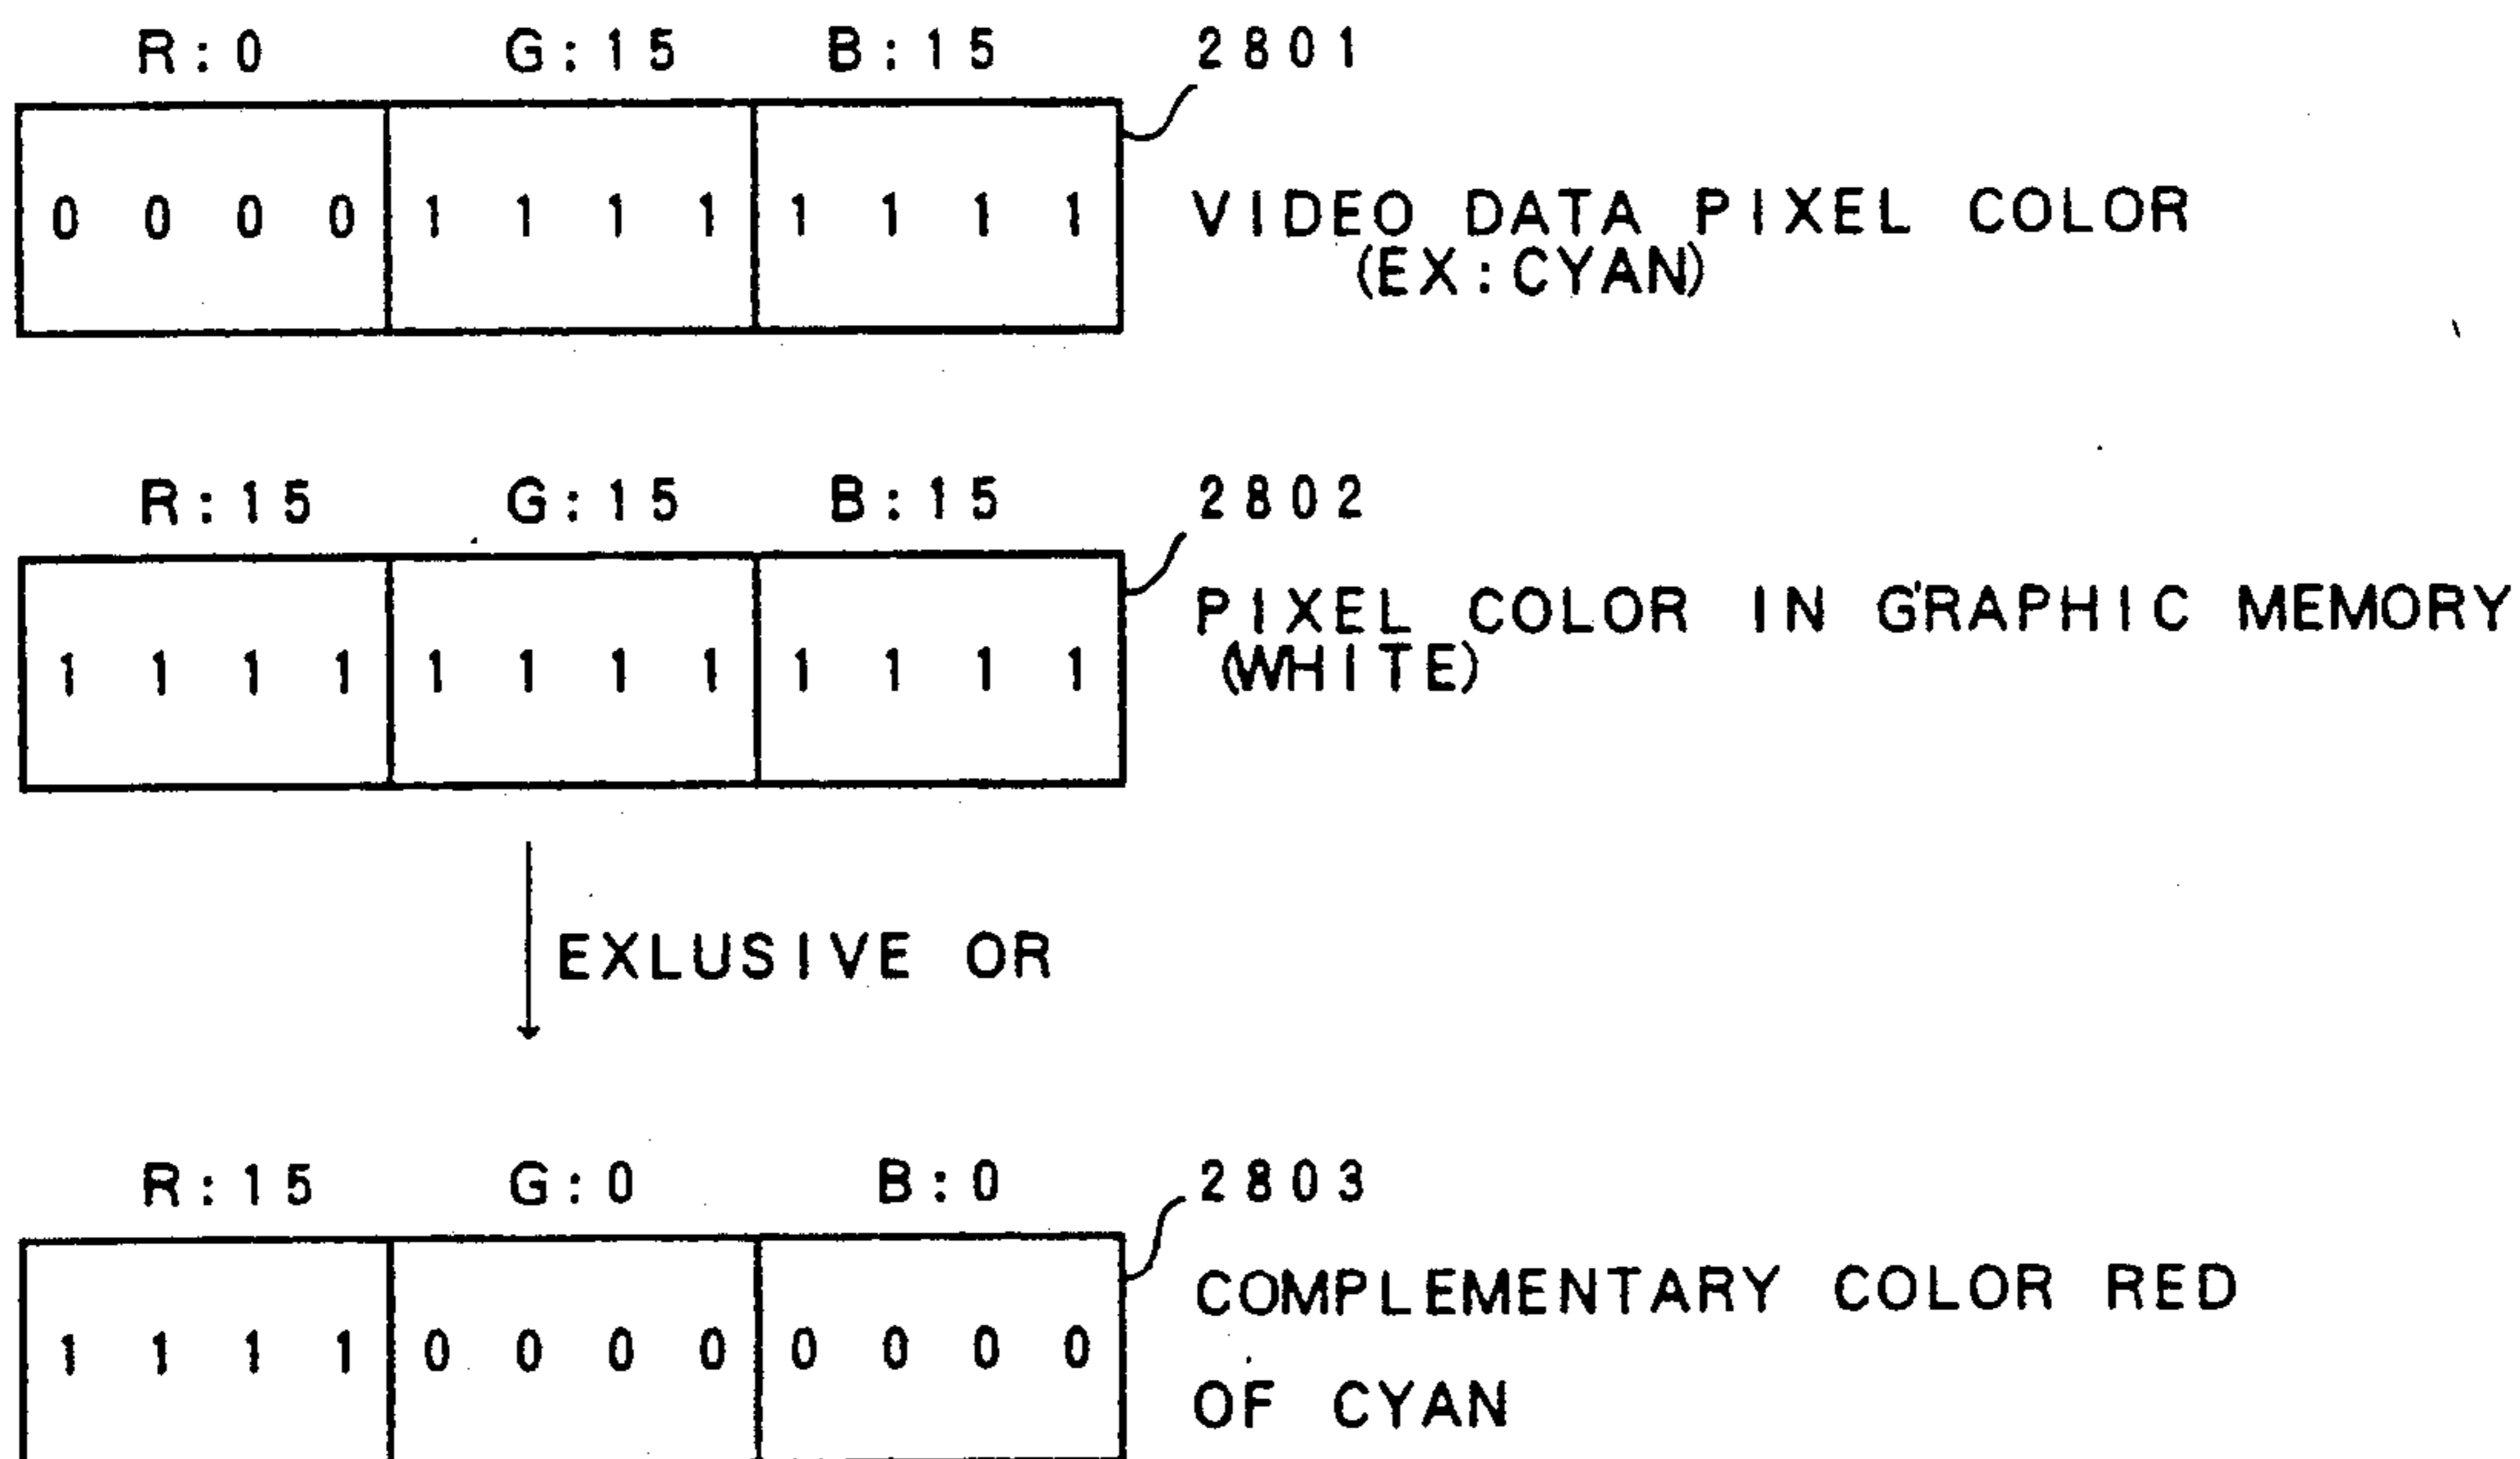 R:0 G:15 B:15 2801
0 0 0 0 1 1 1 1 1 1 1 1
VIDEO DATA PIXEL COLOR
(EX:CYAN)
R:15 G:15 B:15 2802
PIXEL COLOR IN GRAPHIC MEMORY
(WHITE)
1 1 1 1 1 1 1 1 1 1 1 1
EXLUSIVE OR
R:15 G:0 B:0 2803
COMPLEMENTARY COLOR RED
1 1 1 1 0 0 0 0 0 0 0 0
OF CYAN